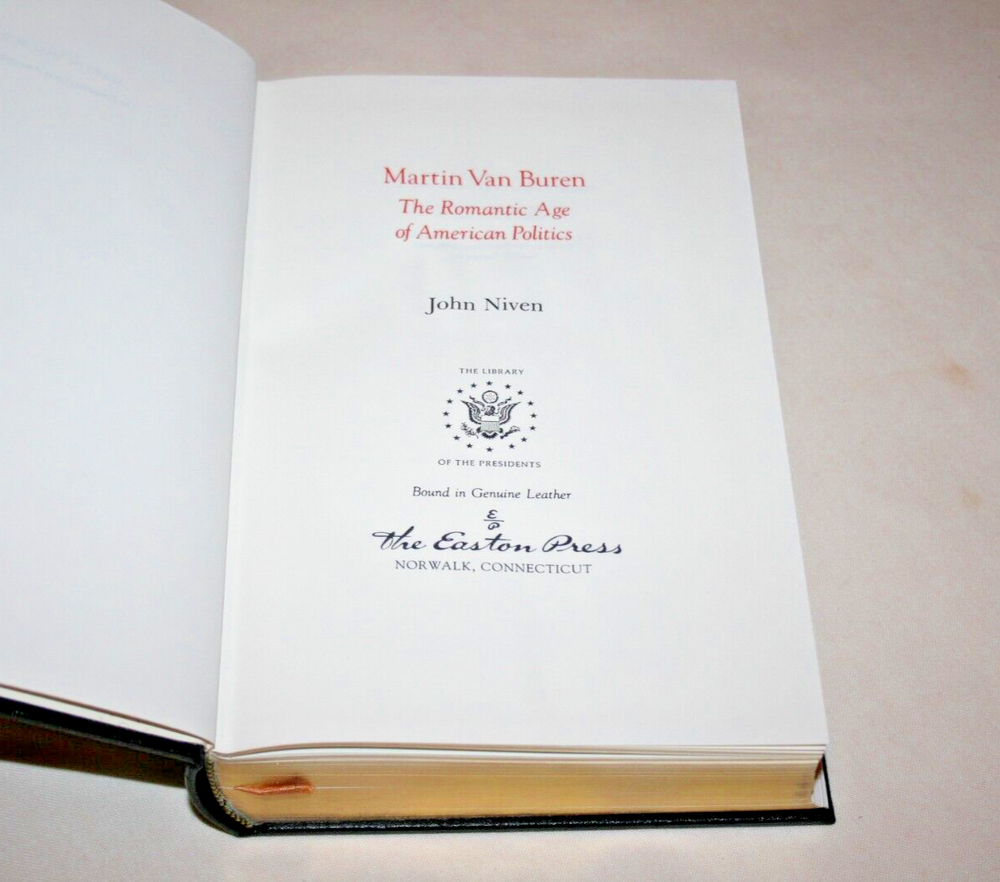 Martin Van Buren
The Romantic Age
of American Politics
John Niven
THE LIBRARY
OF THE PRESIDENTS
Bound in Genuine Leather
E
P
The Easton Press
NORWALK, CONNECTICUT